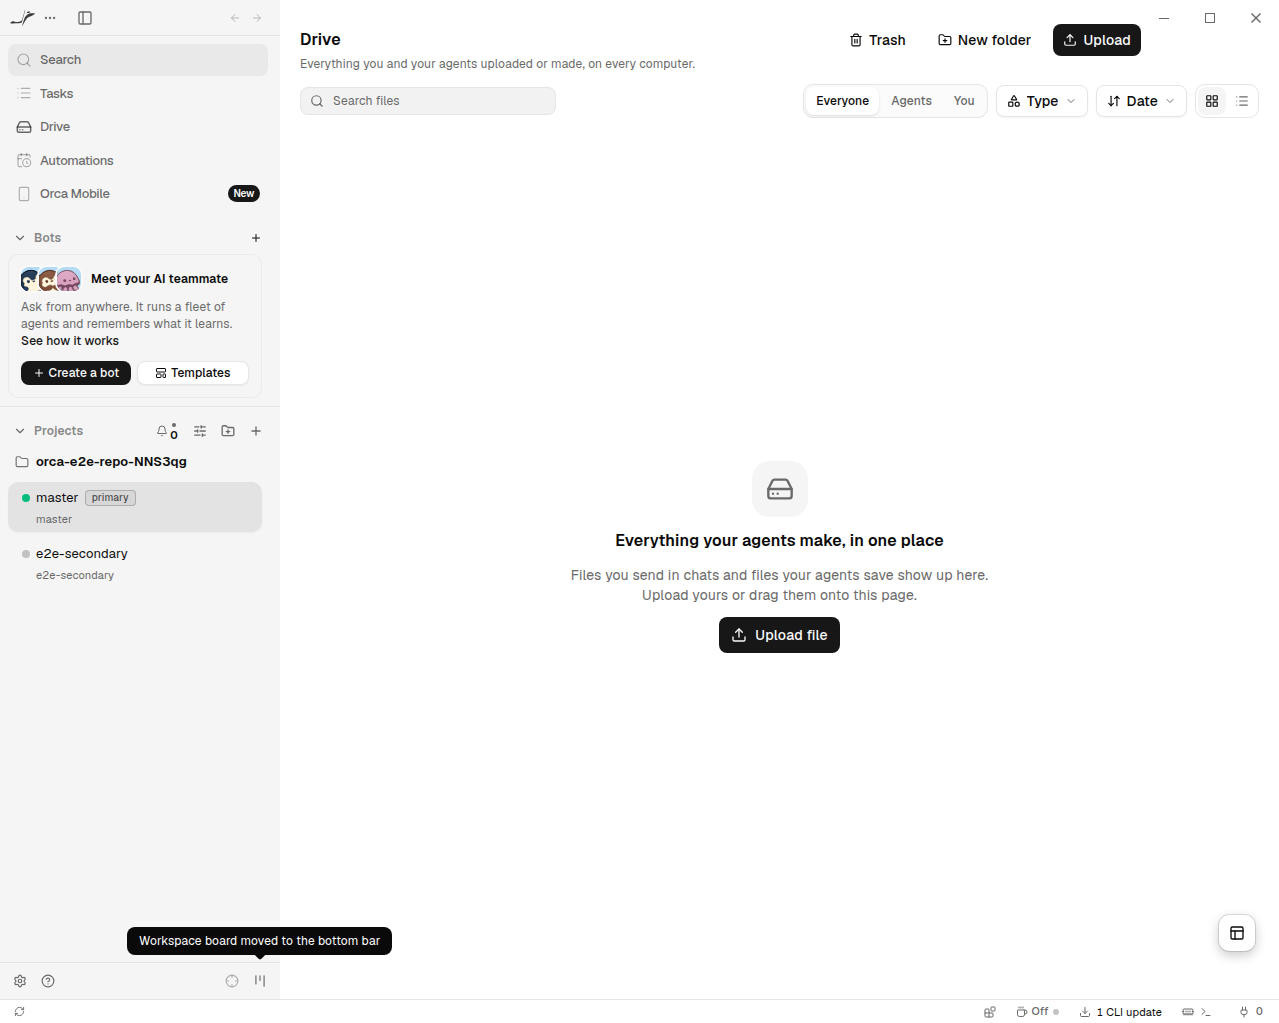 Search
Tasks
Drive
Automations
Orca Mobile
New
Bots
Meet your AI teammate
Ask from anywhere. It runs a fleet of
agents and remembers what it learns.
See how it works
Create a bot
Templates
Projects
0
orca-e2e-repo-NNS3qg
master
primary
master
e2e-secondary
e2e-secondary
Workspace board moved to the bottom bar
Drive
Everything you and your agents uploaded or made, on every computer.
Trash
New folder
Upload
Search files
Everyone
Agents
You
Type
Date
Everything your agents make, in one place
Files you send in chats and files your agents save show up here.
Upload yours or drag them onto this page.
Upload file
Off
1 CLI update
0